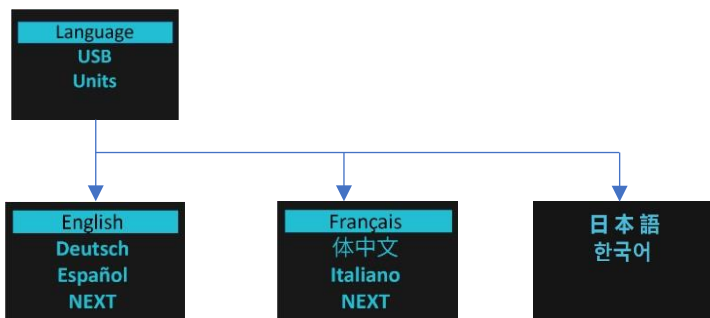 Language
USB
Units
English
Deutsch
Español
NEXT
Français
体中文
Italiano
NEXT
日本語
한국어